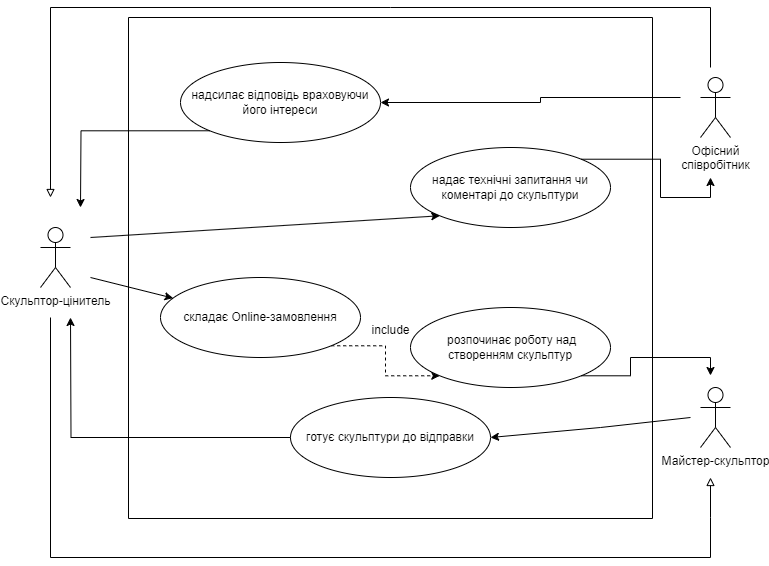 надсилає відповідь враховуючи
його інтереси
Офісний
співробітник
надає технічні запитання чи
коментарі до скульптури
Скульптор-цінитель
складає Online-замовлення
include
розпочинає роботу над
створенням скульптур
готує скульптури до відправки
Майстер-скульптор